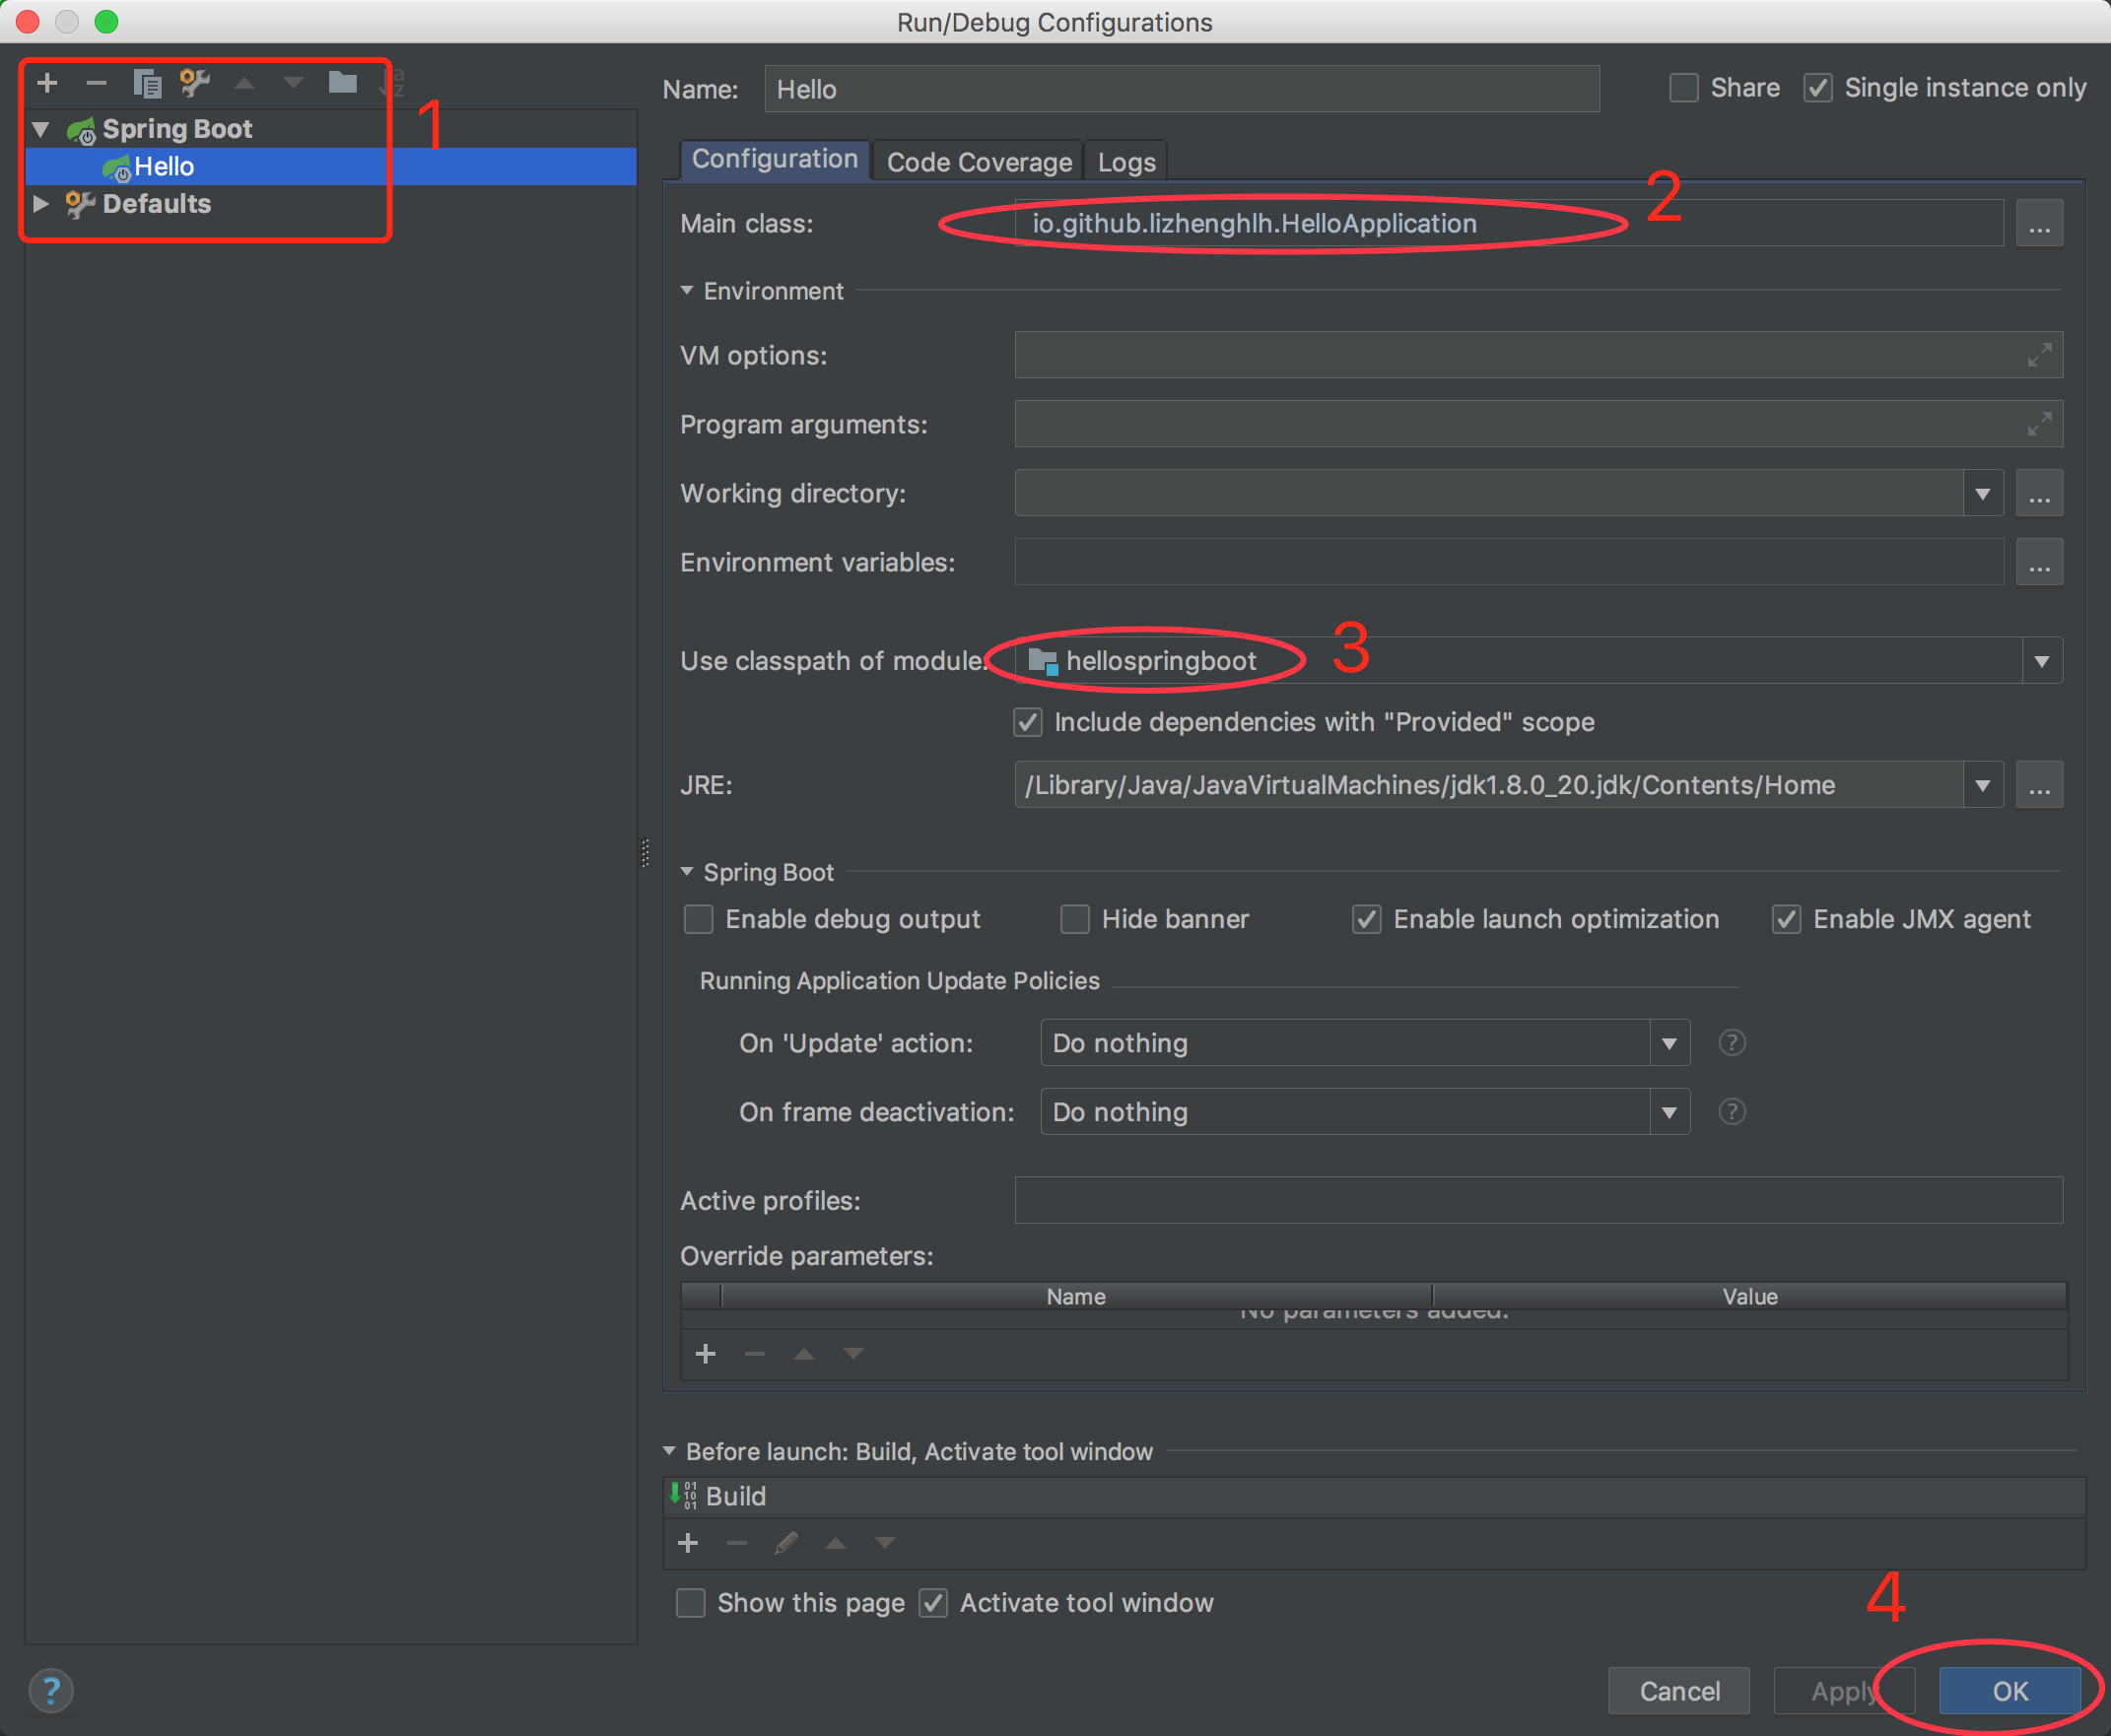 Run/Debug Configurations
Name: Hello
Share
Single instance only
1
Spring Boot
Hello
Defaults
Configuration
Code Coverage
Logs
Main class: io.github.lizhenghlh.HelloApplication ...
2
Environment
VM options:
Program arguments:
Working directory: ...
Environment variables: ...
Use classpath of module: hellospringboot
3
Include dependencies with "Provided" scope
JRE: /Library/Java/JavaVirtualMachines/jdk1.8.0_20.jdk/Contents/Home ...
Spring Boot
Enable debug output
Hide banner
Enable launch optimization
Enable JMX agent
Running Application Update Policies
On 'Update' action: Do nothing ?
On frame deactivation: Do nothing ?
Active profiles:
Override parameters:
Name Value
No parameters added.
Before launch: Build, Activate tool window
Build
Show this page
Activate tool window
4
?
Cancel
Apply
OK